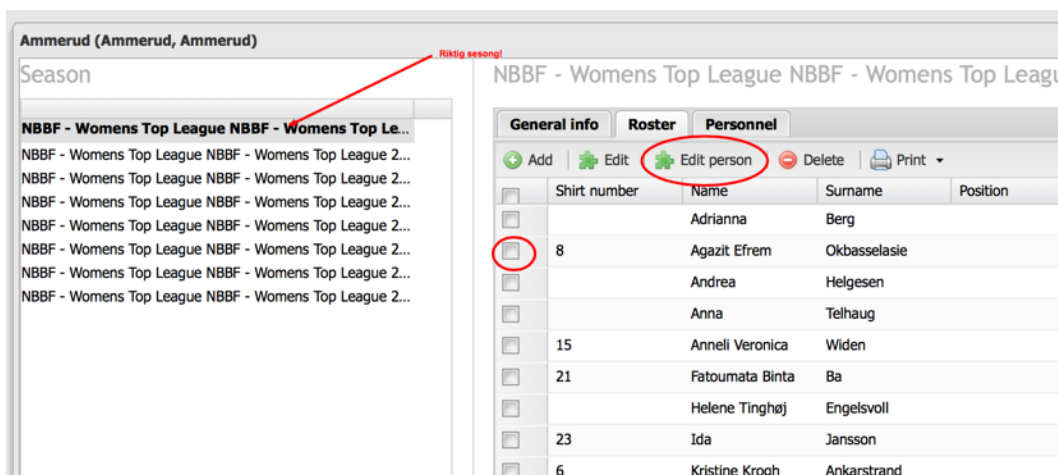 Ammerud (Ammerud, Ammerud)
Riktig sesong!
Season
NBBF - Womens Top League NBBF - Womens Top Le...
NBBF - Womens Top League NBBF - Womens Top League 2...
NBBF - Womens Top League NBBF - Womens Top League 2...
NBBF - Womens Top League NBBF - Womens Top League 2...
NBBF - Womens Top League NBBF - Womens Top League 2...
NBBF - Womens Top League NBBF - Womens Top League 2...
NBBF - Womens Top League NBBF - Womens Top League 2...
NBBF - Womens Top League NBBF - Womens Top League 2...
NBBF - Womens Top League NBBF - Womens Top Leagu
General info Roster Personnel
Add Edit Edit person Delete Print
Shirt number Name Surname Position
Adrianna Berg
8 Agazit Efrem Okbasselasie
Andrea Helgesen
Anna Telhaug
15 Anneli Veronica Widen
21 Fatoumata Binta Ba
Helene Tinghøj Engelsvoll
23 Ida Jansson
6 Kristine Krogh Ankarstrand